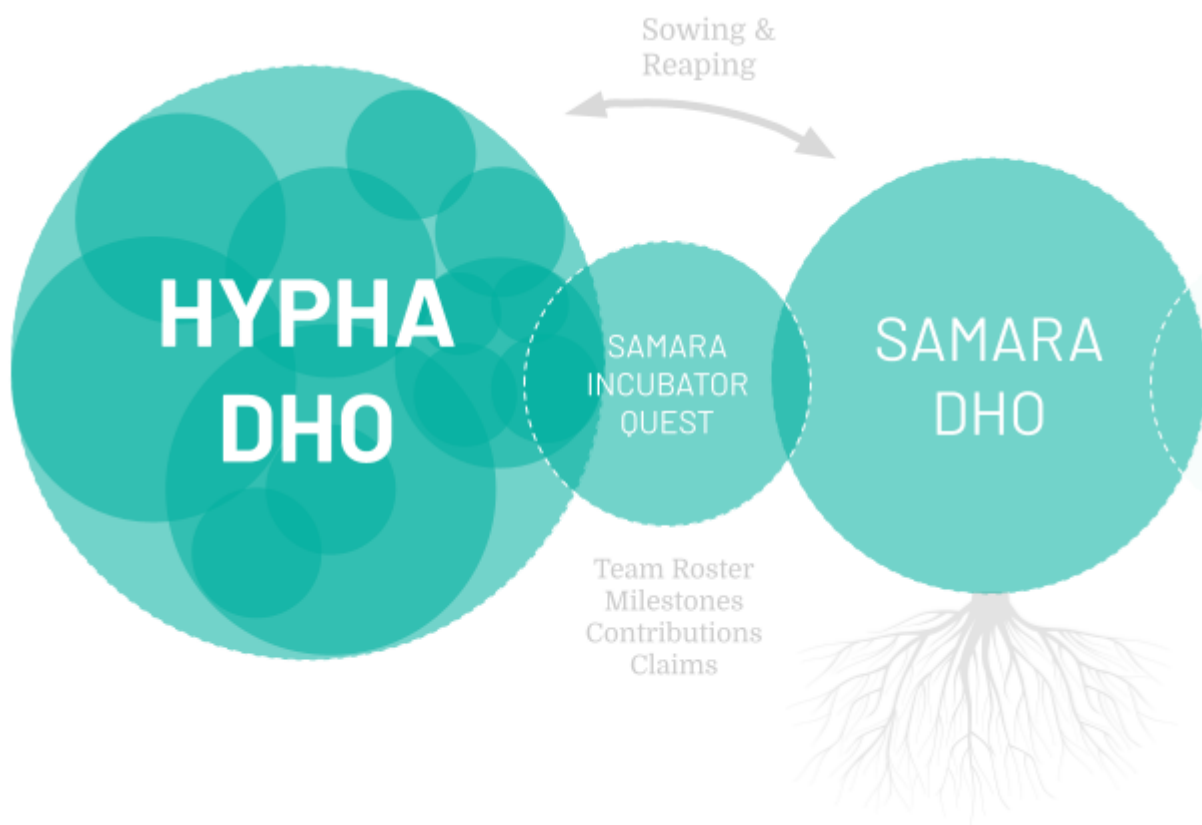 Sowing &
Reaping
HYPHA
DHO
SAMARA
INCUBATOR
QUEST
SAMARA
DHO
Team Roster
Milestones
Contributions
Claims